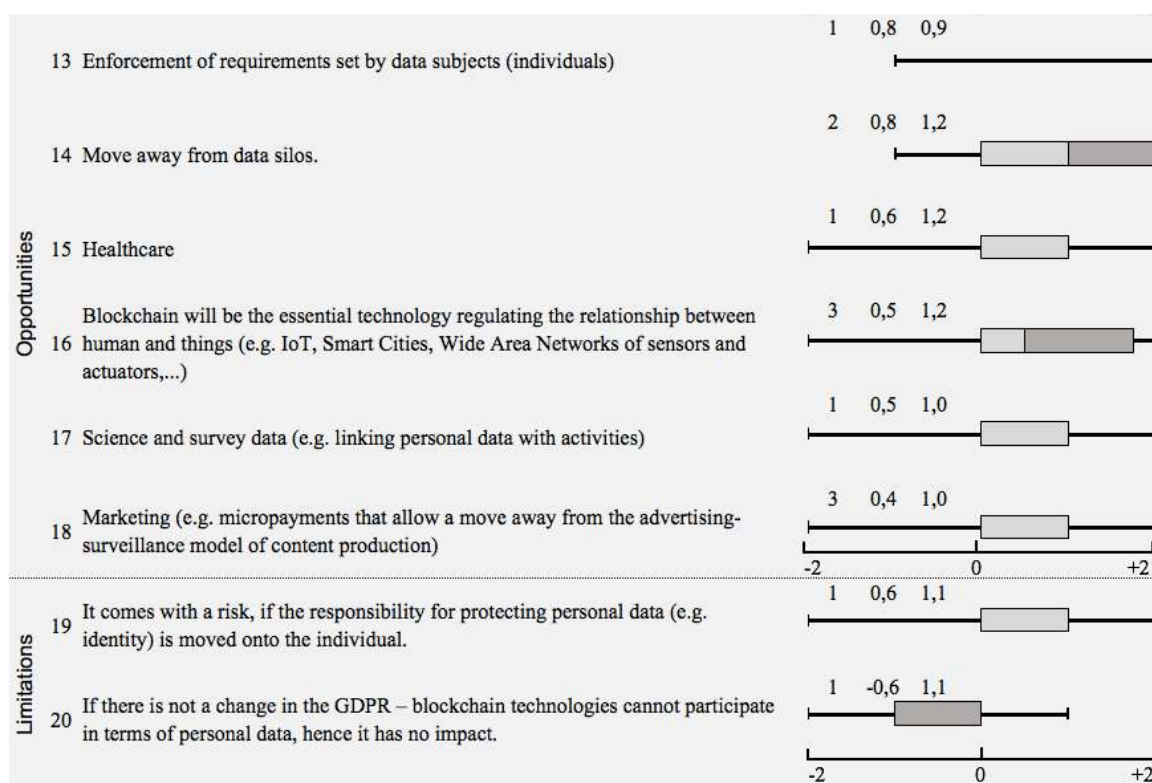 1 0,8 0,9
13 Enforcement of requirements set by data subjects (individuals)
2 0,8 1,2
14 Move away from data silos.
Opportunities
1 0,6 1,2
15 Healthcare
Blockchain will be the essential technology regulating the relationship between
3 0,5 1,2
16 human and things (e.g. IoT, Smart Cities, Wide Area Networks of sensors and
actuators,...)
1 0,5 1,0
17 Science and survey data (e.g. linking personal data with activities)
3 0,4 1,0
Marketing (e.g. micropayments that allow a move away from the advertising-
18
surveillance model of content production)
-2 0 +2
Limitations
1 0,6 1,1
It comes with a risk, if the responsibility for protecting personal data (e.g.
19
identity) is moved onto the individual.
1 -0,6 1,1
If there is not a change in the GDPR – blockchain technologies cannot participate
20
in terms of personal data, hence it has no impact.
-2 0 +2